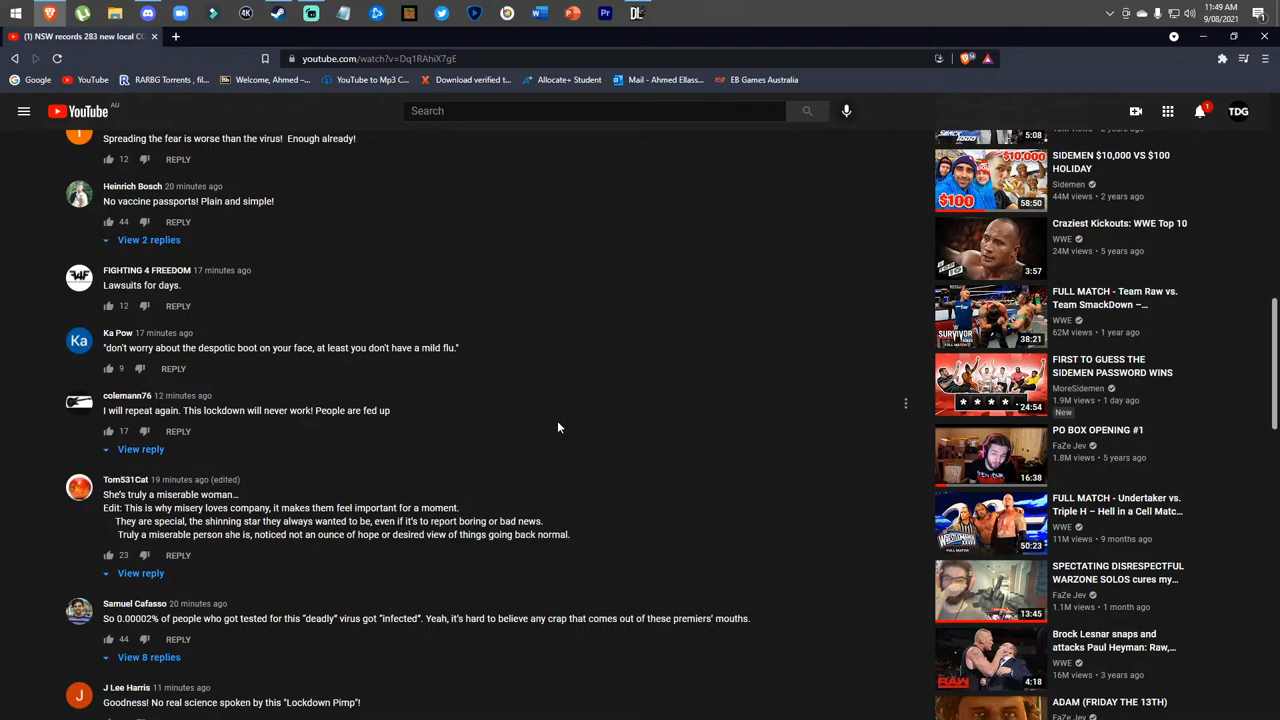 11:49 AM
9/08/2021
(1) NSW records 283 new local CO
youtube.com/watch?v=Dq1RAhiX7gE
Google
YouTube
RARBG Torrents , fil...
Welcome, Ahmed –...
YouTube to Mp3 C...
Download verified t...
Allocate+ Student
Mail - Ahmed Ellass...
EB Games Australia
YouTube AU
Search
1
TDG
Spreading the fear is worse than the virus! Enough already!
12 REPLY
Heinrich Bosch 20 minutes ago
No vaccine passports! Plain and simple!
44 REPLY
View 2 replies
FIGHTING 4 FREEDOM 17 minutes ago
Lawsuits for days.
12 REPLY
Ka
Ka Pow 17 minutes ago
"don't worry about the despotic boot on your face, at least you don't have a mild flu."
9 REPLY
colemann76 12 minutes ago
I will repeat again. This lockdown will never work! People are fed up
17 REPLY
View reply
Tom531Cat 19 minutes ago (edited)
She's truly a miserable woman...
Edit: This is why misery loves company, it makes them feel important for a moment.
They are special, the shinning star they always wanted to be, even if it's to report boring or bad news.
Truly a miserable person she is, noticed not an ounce of hope or desired view of things going back normal.
23 REPLY
View reply
Samuel Cafasso 20 minutes ago
So 0.00002% of people who got tested for this "deadly" virus got "infected". Yeah, it's hard to believe any crap that comes out of these premiers' mouths.
44 REPLY
View 8 replies
J
J Lee Harris 11 minutes ago
Goodness! No real science spoken by this "Lockdown Pimp"!
5:08
$10,000
$100
58:50
SIDEMEN $10,000 VS $100
HOLIDAY
Sidemen
44M views • 2 years ago
3:57
Craziest Kickouts: WWE Top 10
WWE
24M views • 5 years ago
SURVIVOR
38:21
FULL MATCH - Team Raw vs.
Team SmackDown –...
WWE
62M views • 1 year ago
* * * *
24:54
FIRST TO GUESS THE
SIDEMEN PASSWORD WINS
MoreSidemen
1.9M views • 1 day ago
New
16:38
PO BOX OPENING #1
FaZe Jev
1.8M views • 5 years ago
50:23
FULL MATCH - Undertaker vs.
Triple H – Hell in a Cell Matc...
WWE
11M views • 9 months ago
13:45
SPECTATING DISRESPECTFUL
WARZONE SOLOS cures my...
FaZe Jev
1.1M views • 1 month ago
RAW
4:18
Brock Lesnar snaps and
attacks Paul Heyman: Raw,...
WWE
16M views • 3 years ago
ADAM (FRIDAY THE 13TH)
FaZe Jev